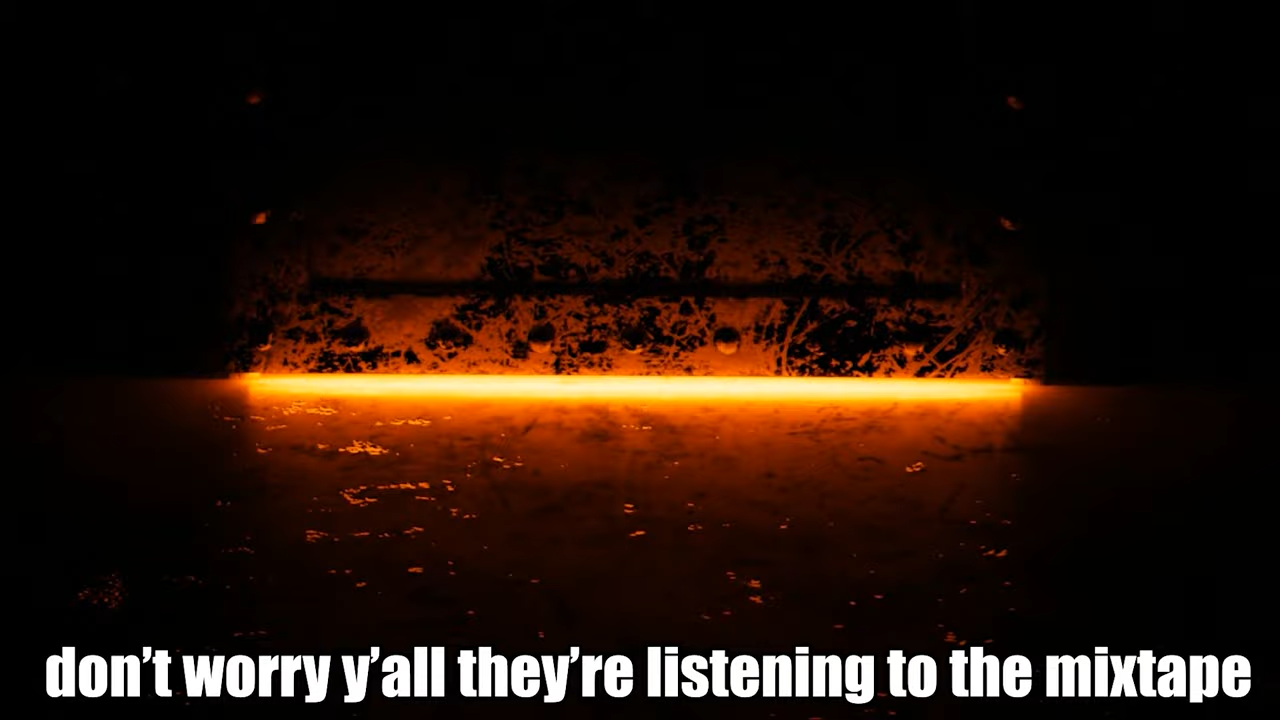 don’t worry y’all they’re listening to the mixtape